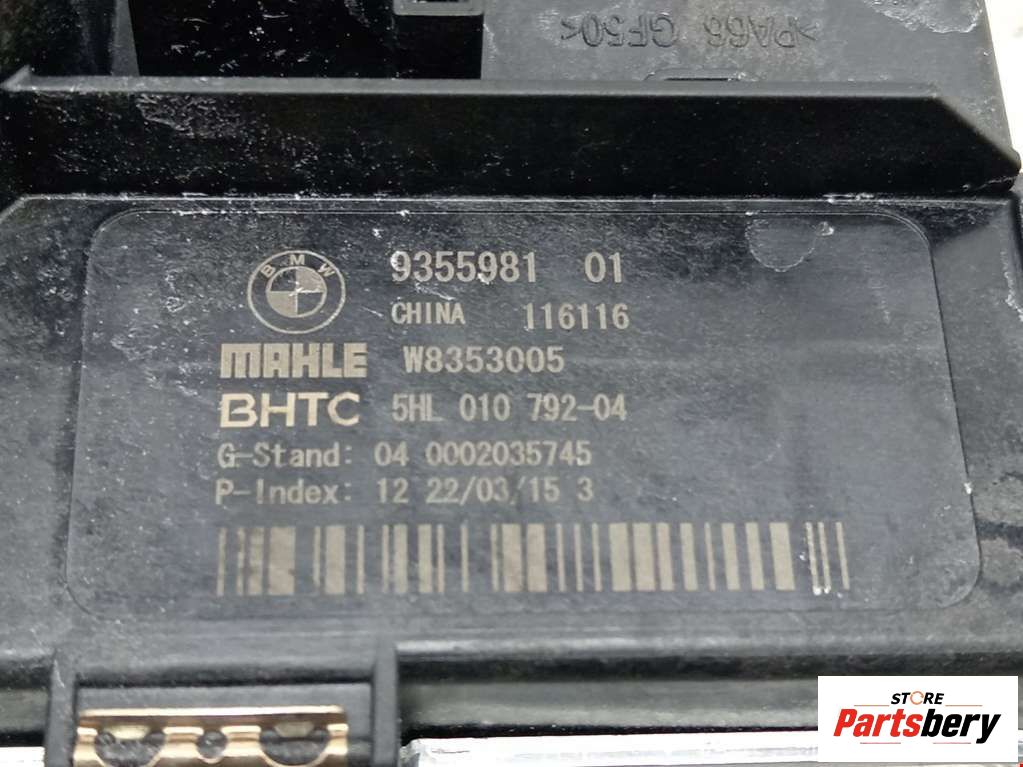 >PA66 GF50<
BMW
9355981 01
CHINA 116116
MAHLE W8353005
BHTC 5HL 010 792-04
G-Stand: 04 0002035745
P-Index: 12 22/03/15 3
STORE
Partsbery